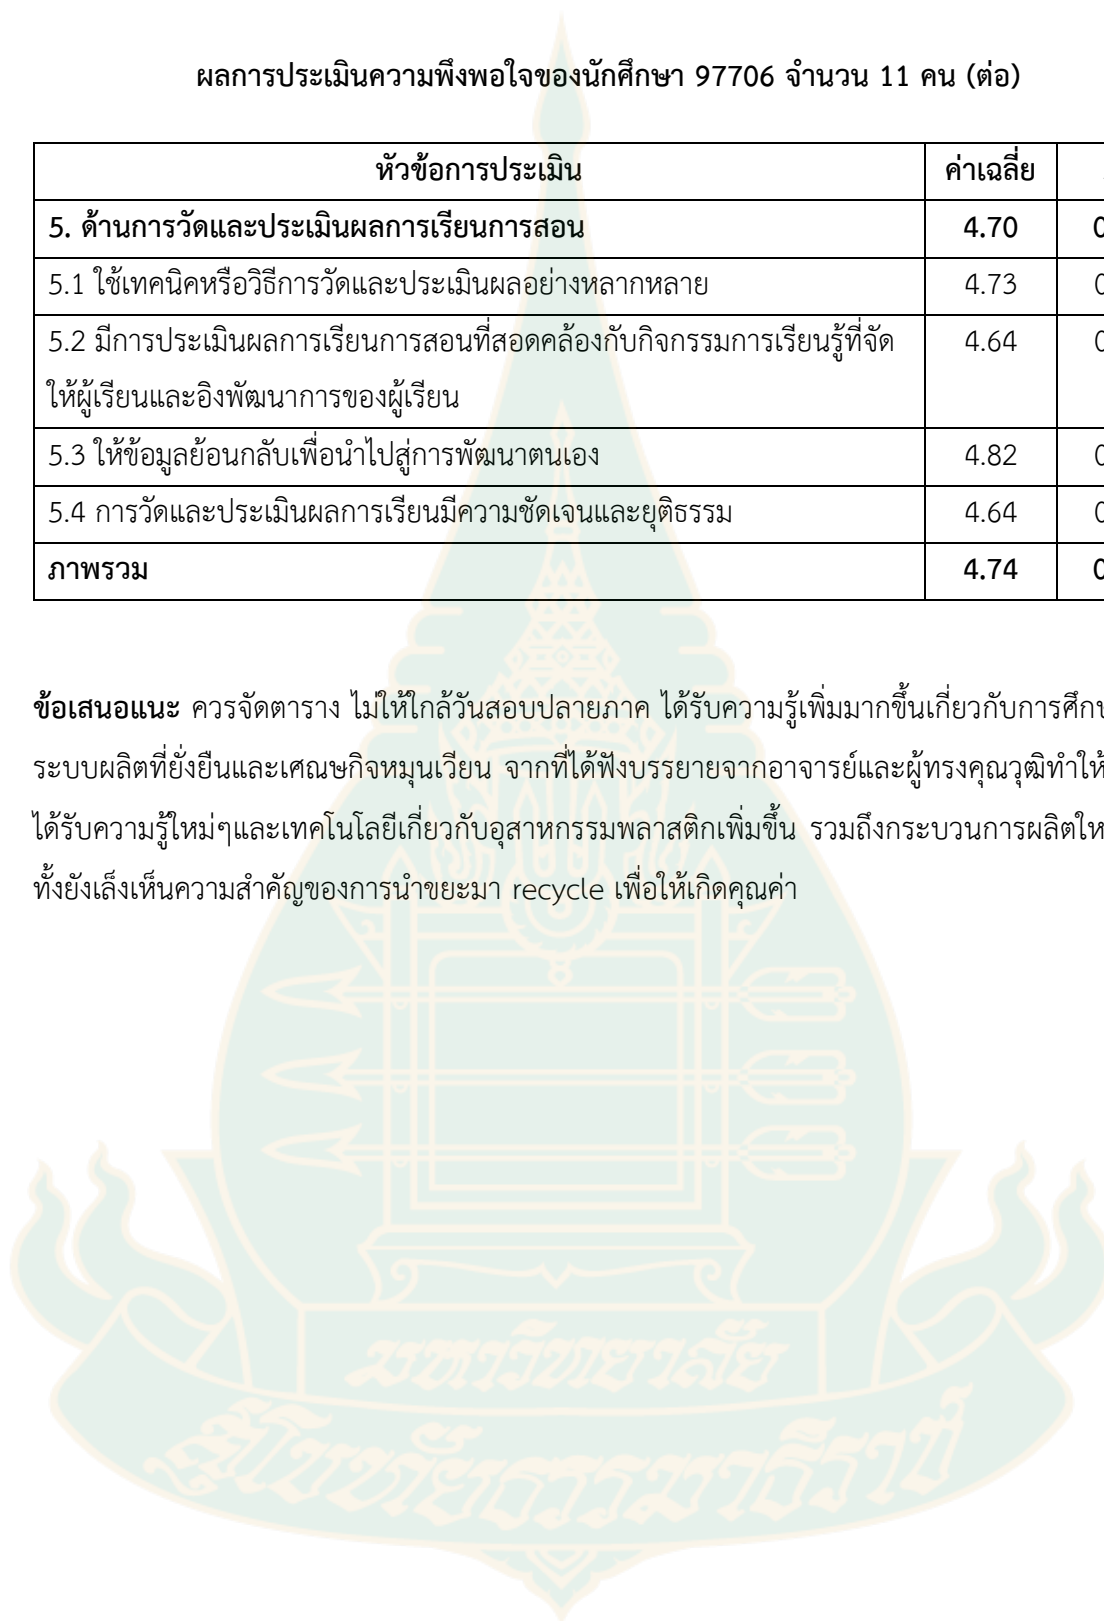 ผลการประเมินความพึงพอใจของนักศึกษา 97706 จำนวน 11 คน (ต่อ)
หัวข้อการประเมิน ค่าเฉลี่ย
5. ด้านการวัดและประเมินผลการเรียนการสอน 4.70 0
5.1 ใช้เทคนิคหรือวิธีการวัดและประเมินผลอย่างหลากหลาย 4.73 0
5.2 มีการประเมินผลการเรียนการสอนที่สอดคล้องกับกิจกรรมการเรียนรู้ที่จัด 4.64 0
ให้ผู้เรียนและอิงพัฒนาการของผู้เรียน
5.3 ให้ข้อมูลย้อนกลับเพื่อนำไปสู่การพัฒนาตนเอง 4.82 0
5.4 การวัดและประเมินผลการเรียนมีความชัดเจนและยุติธรรม 4.64 0
ภาพรวม 4.74 0
ข้อเสนอแนะ ควรจัดตาราง ไม่ให้ใกล้วันสอบปลายภาค ได้รับความรู้เพิ่มมากขึ้นเกี่ยวกับการศึกษ
ระบบผลิตที่ยั่งยืนและเศณษกิจหมุนเวียน จากที่ได้ฟังบรรยายจากอาจารย์และผู้ทรงคุณวุฒิทำให้
ได้รับความรู้ใหม่ๆและเทคโนโลยีเกี่ยวกับอุสาหกรรมพลาสติกเพิ่มขึ้น รวมถึงกระบวนการผลิตให
ทั้งยังเล็งเห็นความสำคัญของการนำขยะมา recycle เพื่อให้เกิดคุณค่า
มหาวิทยาลัย
สุโขทัยธรรมาธิราช